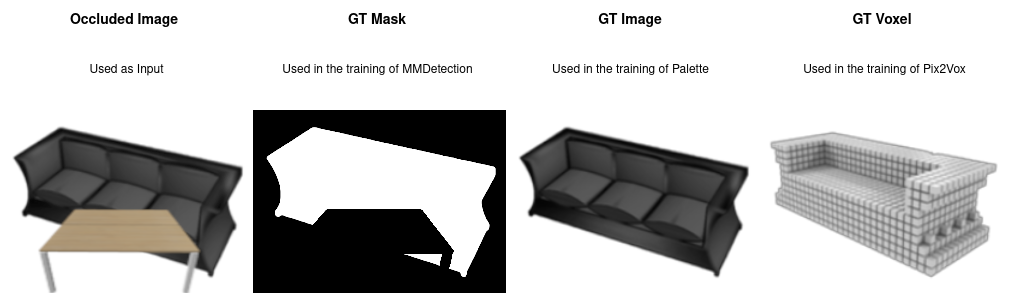 Occluded Image
GT Mask
GT Image
GT Voxel
Used as Input
Used in the training of MMDetection
Used in the training of Palette
Used in the training of Pix2Vox